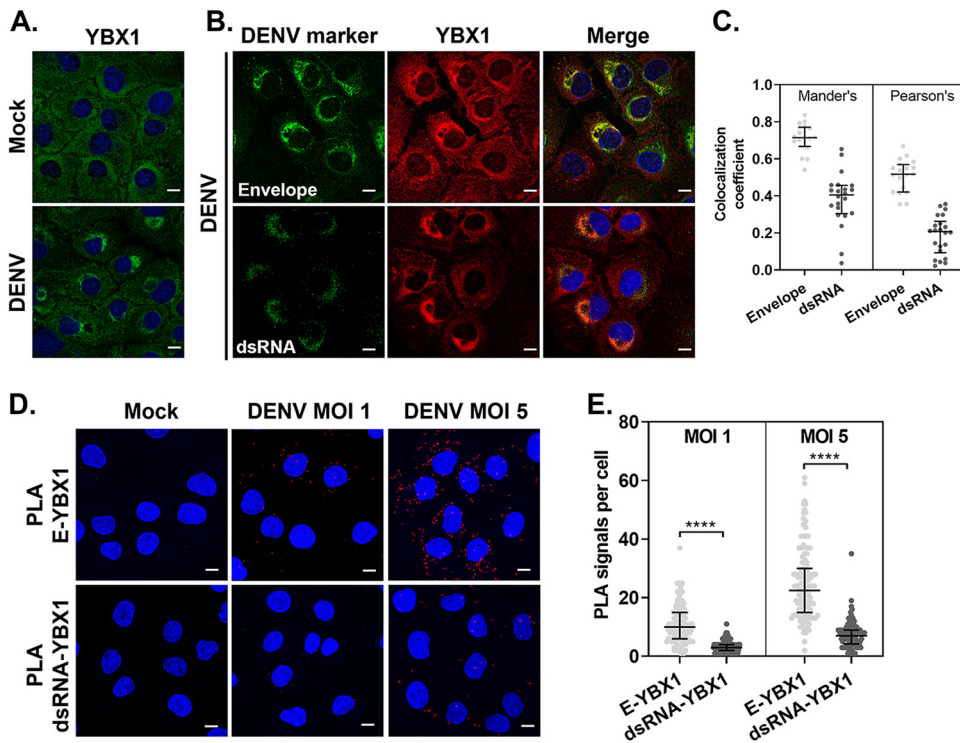 A.
YBX1
Mock
DENV
B.
DENV marker
YBX1
Merge
DENV
Envelope
dsRNA
C.
Mander's
Pearson's
Colocalization
coefficient
1.0
0.8
0.6
0.4
0.2
0.0
Envelope
dsRNA
Envelope
dsRNA
D.
Mock
DENV MOI 1
DENV MOI 5
PLA
E-YBX1
PLA
dsRNA-YBX1
E.
MOI 1
MOI 5
****
****
PLA signals per cell
80
60
40
20
0
E-YBX1
dsRNA-YBX1
E-YBX1
dsRNA-YBX1